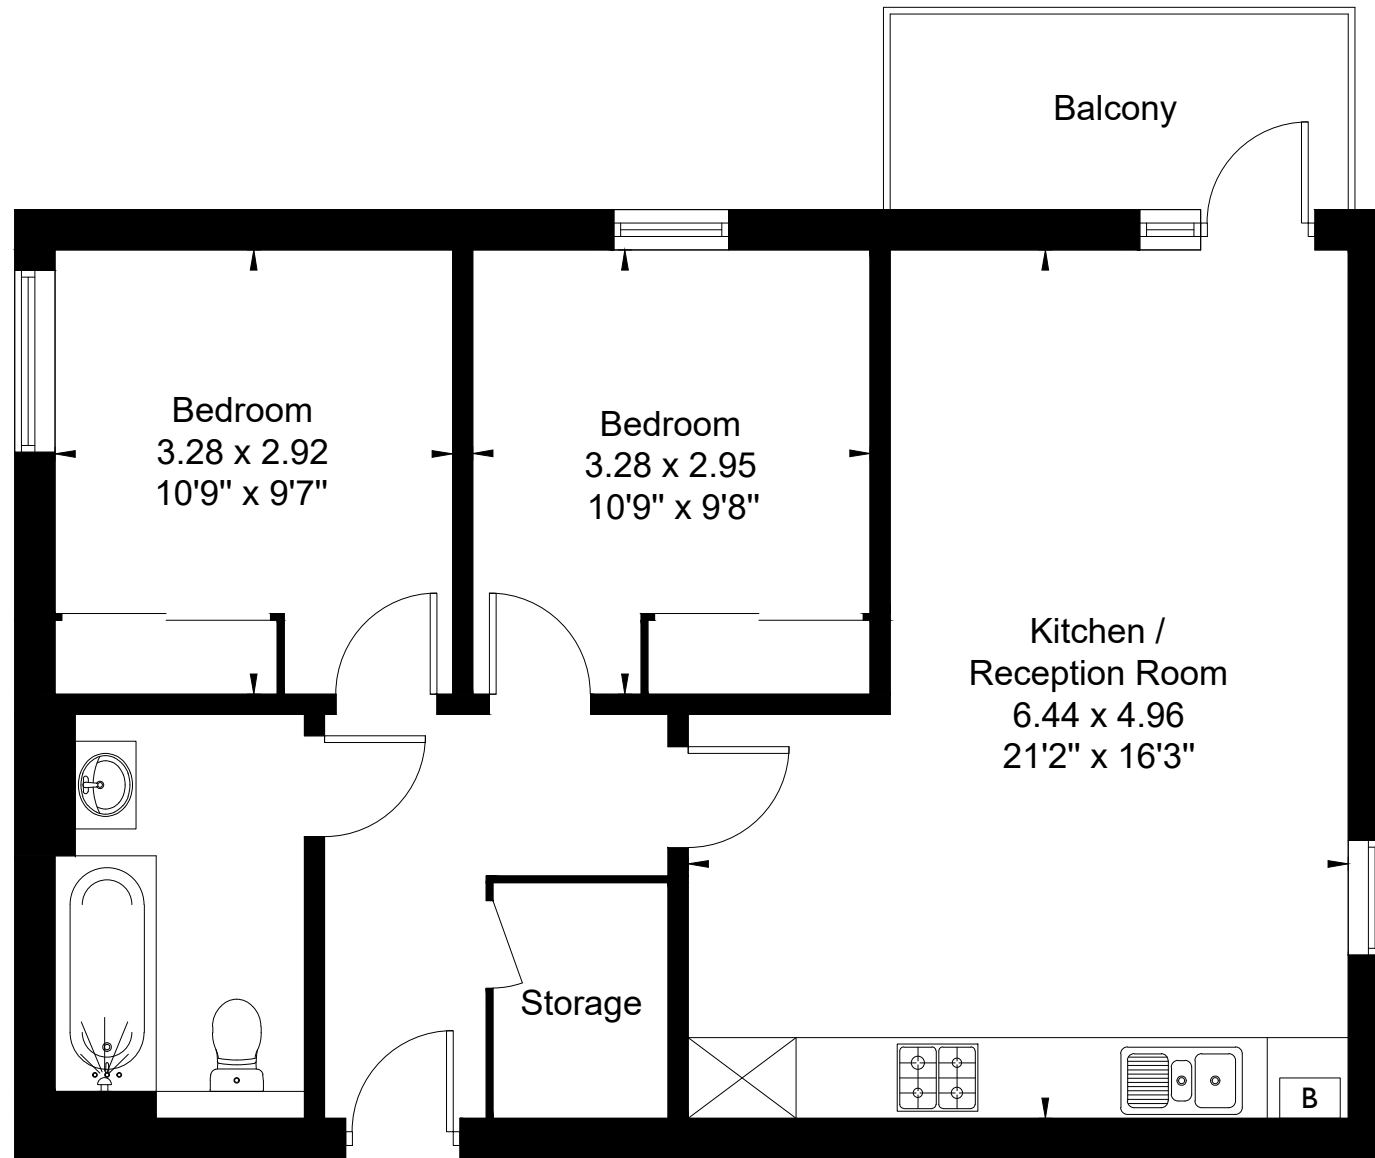 Balcony
Bedroom
3.28 x 2.92
10'9" x 9'7"
Bedroom
3.28 x 2.95
10'9" x 9'8"
Kitchen /
Reception Room
6.44 x 4.96
21'2" x 16'3"
Storage
B